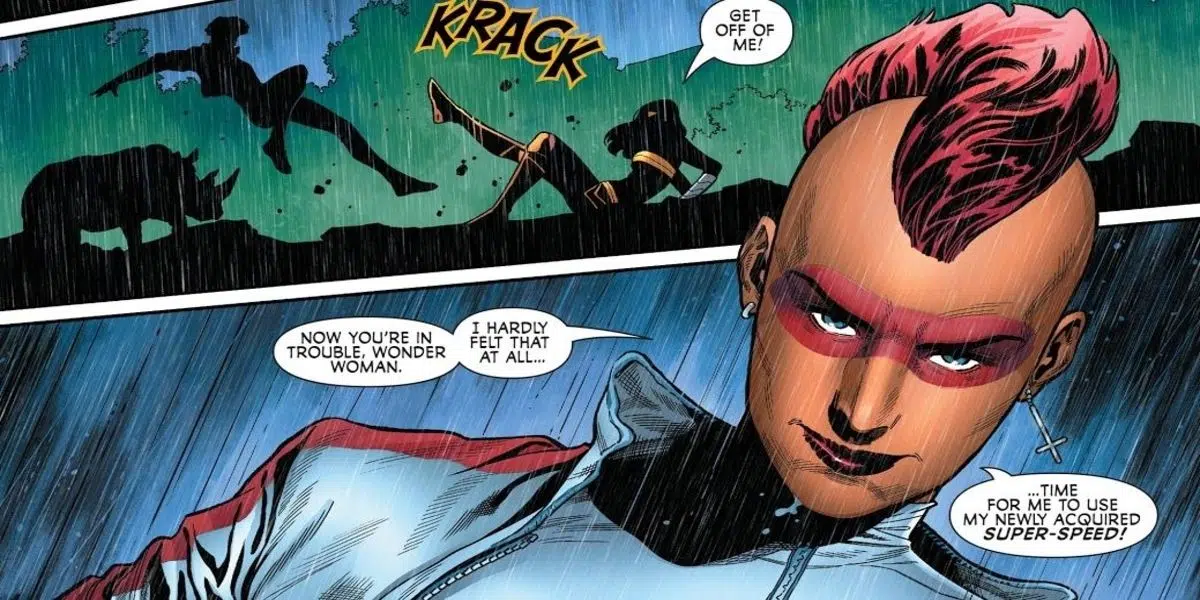 KRACK
GET
OFF OF
ME!
NOW YOU'RE IN
TROUBLE, WONDER
WOMAN.
I HARDLY
FELT THAT
AT ALL...
...TIME
FOR ME TO USE
MY NEWLY ACQUIRED
SUPER-SPEED!